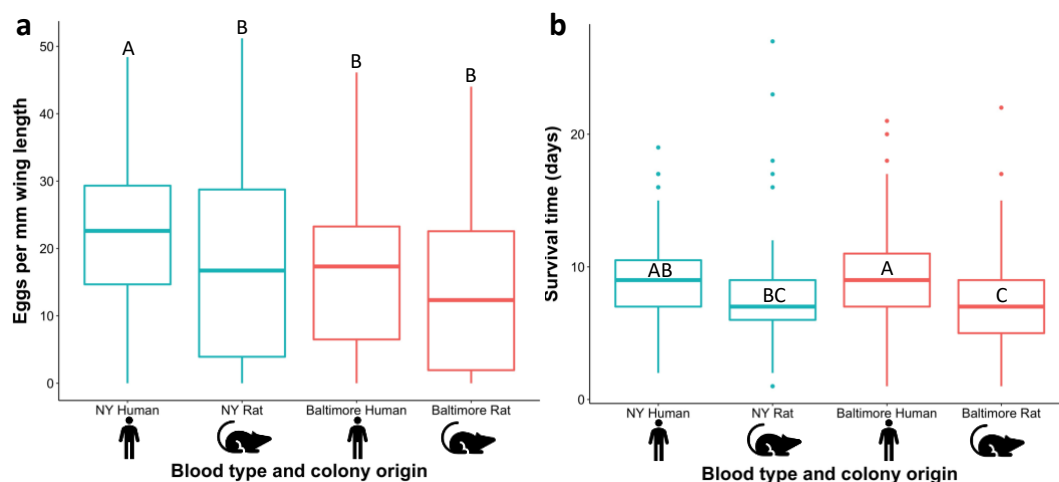 a
Eggs per mm wing length
50
40
30
20
10
0
A
B
B
B
NY Human
NY Rat
Baltimore Human
Baltimore Rat
Blood type and colony origin
b
Survival time (days)
20
10
0
AB
BC
A
C
NY Human
NY Rat
Baltimore Human
Baltimore Rat
Blood type and colony origin